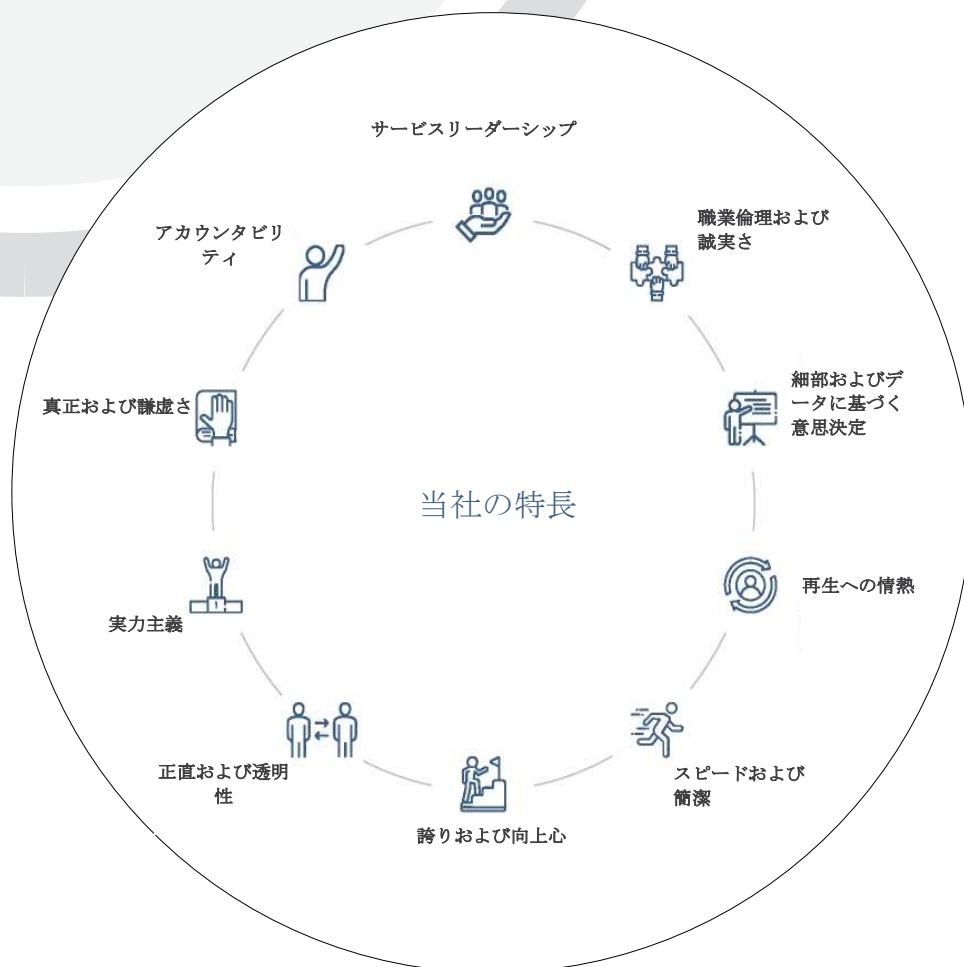 サービスリーダーシップ
職業倫理および
誠実さ
細部およびデ
ータに基づく
意思決定
再生への情熱
スピードおよび
簡潔
誇りおよび向上心
正直および透明
性
実力主義
真正および謙虚さ
アカウンタビリ
ティ
当社の特長